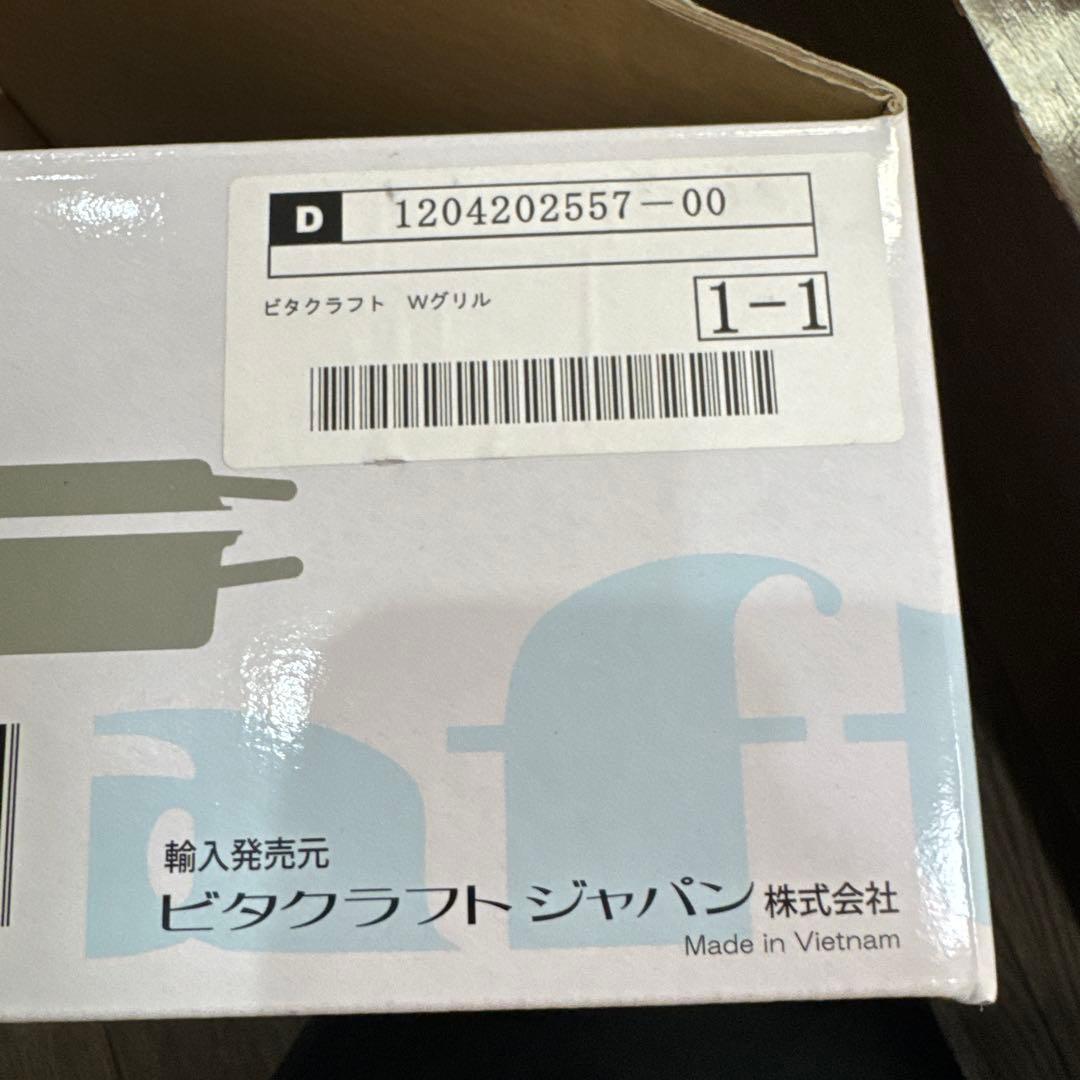 D 1204202557-00
ビタクラフト Wグリル
1-1
aft
輸入発売元
ビタクラフト ジャパン 株式会社
Made in Vietnam